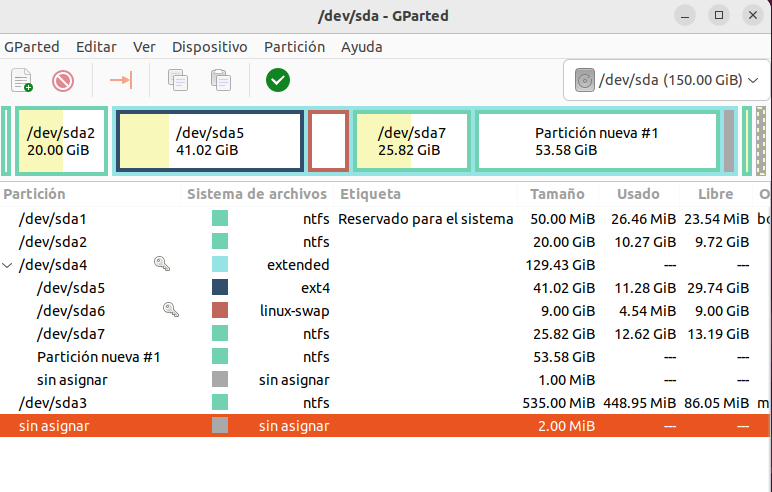 /dev/sda - GParted
GParted Editar Ver Dispositivo Partición Ayuda
/dev/sda (150.00 GiB)
/dev/sda2
20.00 GiB
/dev/sda5
41.02 GiB
/dev/sda7
25.82 GiB
Partición nueva #1
53.58 GiB
Partición Sistema de archivos Etiqueta Tamaño Usado Libre
/dev/sda1 ntfs Reservado para el sistema 50.00 MiB 26.46 MiB 23.54 MiB
/dev/sda2 ntfs 20.00 GiB 10.27 GiB 9.72 GiB
/dev/sda4 extended 129.43 GiB --- ---
/dev/sda5 ext4 41.02 GiB 11.28 GiB 29.74 GiB
/dev/sda6 linux-swap 9.00 GiB 4.54 MiB 9.00 GiB
/dev/sda7 ntfs 25.82 GiB 12.62 GiB 13.19 GiB
Partición nueva #1 ntfs 53.58 GiB --- ---
sin asignar sin asignar 1.00 MiB --- ---
/dev/sda3 ntfs 535.00 MiB 448.95 MiB 86.05 MiB
sin asignar sin asignar 2.00 MiB --- ---